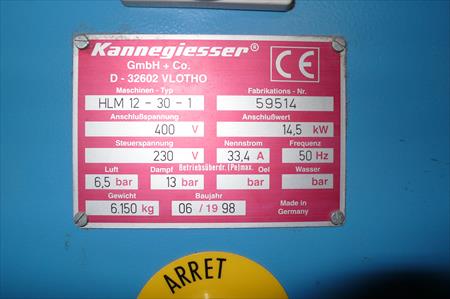 Kannegiesser®
GmbH + Co.
D - 32602 VLOTHO
CE
Maschinen - Typ Fabrikations - Nr.
HLM 12 - 30 - 1 59514
Anschlußspannung Anschlußwert
400 V 14,5 kW
Steuerspannung Nennstrom Frequenz
230 V 33,4 A 50 Hz
Betriebsüberdr. (Pe) max.
Luft Dampf Oel Wasser
6,5 bar 13 bar bar bar
Gewicht Baujahr
6.150 kg 06 / 19 98
Made in
Germany
ARRET